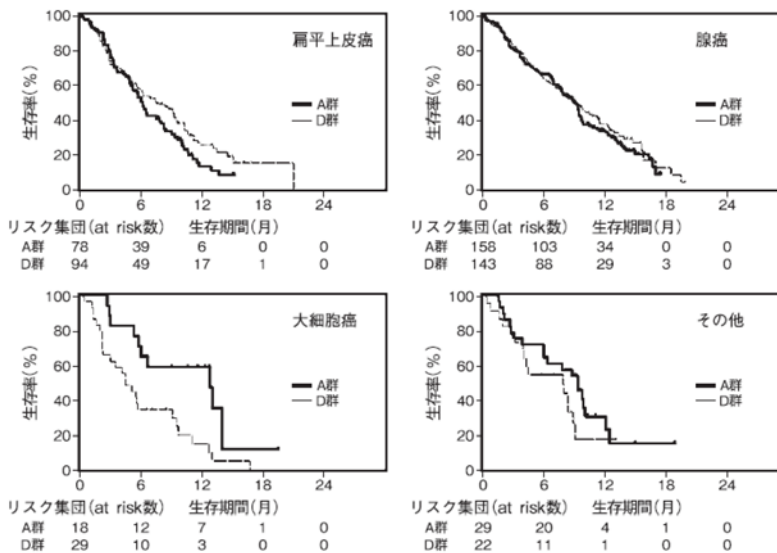 扁平上皮癌
生存率(%)
100
80
60
40
20
0
A群
D群
0 6 12 18 24
リスク集団(at risk数) 生存期間(月)
A群 78 39 6 0 0
D群 94 49 17 1 0
腺癌
生存率(%)
100
80
60
40
20
0
A群
D群
0 6 12 18 24
リスク集団(at risk数) 生存期間(月)
A群 158 103 34 0 0
D群 143 88 29 3 0
大細胞癌
生存率(%)
100
80
60
40
20
0
A群
D群
0 6 12 18 24
リスク集団(at risk数) 生存期間(月)
A群 18 12 7 1 0
D群 29 10 3 0 0
その他
生存率(%)
100
80
60
40
20
0
A群
D群
0 6 12 18 24
リスク集団(at risk数) 生存期間(月)
A群 29 20 4 1 0
D群 22 11 1 0 0